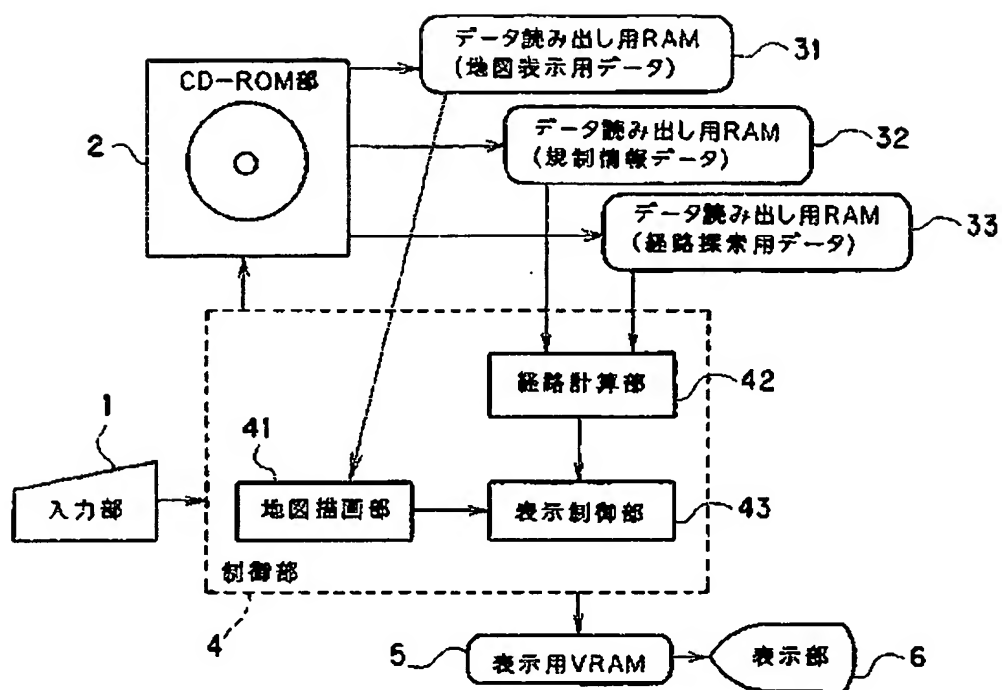 データ読み出し用RAM
(地図表示用データ)
31
CD-ROM部
2
データ読み出し用RAM
(規制情報データ)
32
データ読み出し用RAM
(経路探索用データ)
33
経路計算部
42
1
41
入力部
地図描画部
表示制御部
43
制御部
4
5
表示用VRAM
表示部
6